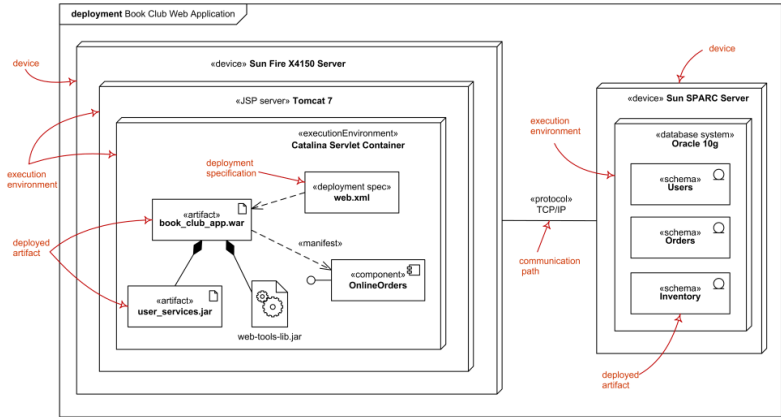 deployment Book Club Web Application
device
«device» Sun Fire X4150 Server
device
«JSP server» Tomcat 7
«device» Sun SPARC Server
execution
environment
«executionEnvironment»
Catalina Servlet Container
execution
environment
«database system»
Oracle 10g
deployment
specification
«deployment spec»
web.xml
«schema»
Users
«protocol»
TCP/IP
«artifact»
book_club_app.war
deployed
artifact
«manifest»
«schema»
Orders
communication
path
«component»
OnlineOrders
«artifact»
user_services.jar
«schema»
Inventory
web-tools-lib.jar
deployed
artifact